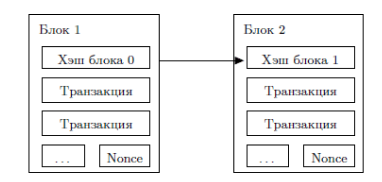 Блок 1
Хэш блока 0
Транзакция
Транзакция
... Nonce
Блок 2
Хэш блока 1
Транзакция
Транзакция
... Nonce